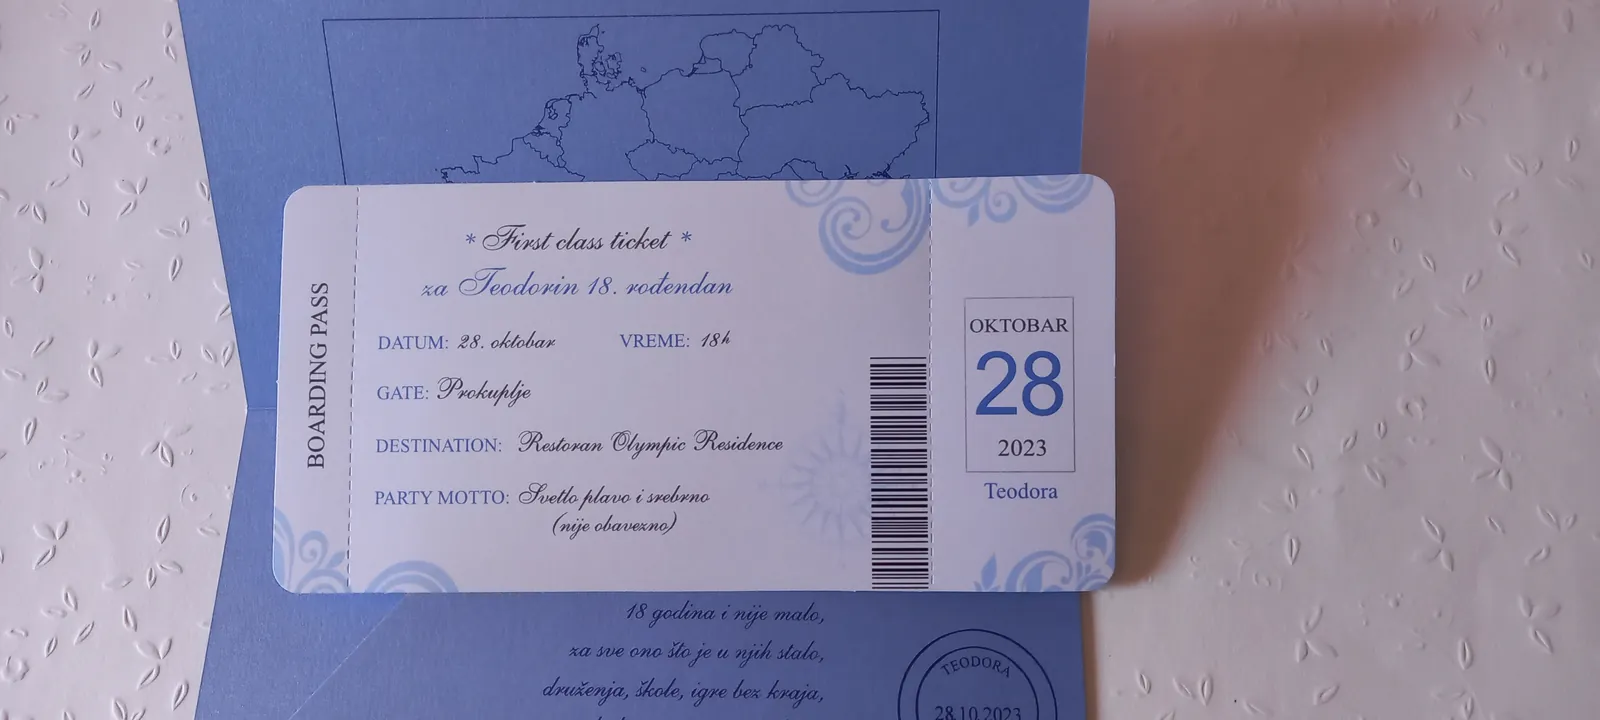 BOARDING PASS
* First class ticket *
za Teodorin 18. rođendan
DATUM: 28. oktobar VREME: 18h
GATE: Prokuplje
DESTINATION: Restoran Olympic Residence
PARTY MOTTO: Svetlo plavo i srebrno
(nije obavezno)
OKTOBAR
28
2023
Teodora
18 godina i nije malo,
za sve ono što je u njih stalo,
druženja, škole, igre bez kraja,
TEODORA
28.10.2023